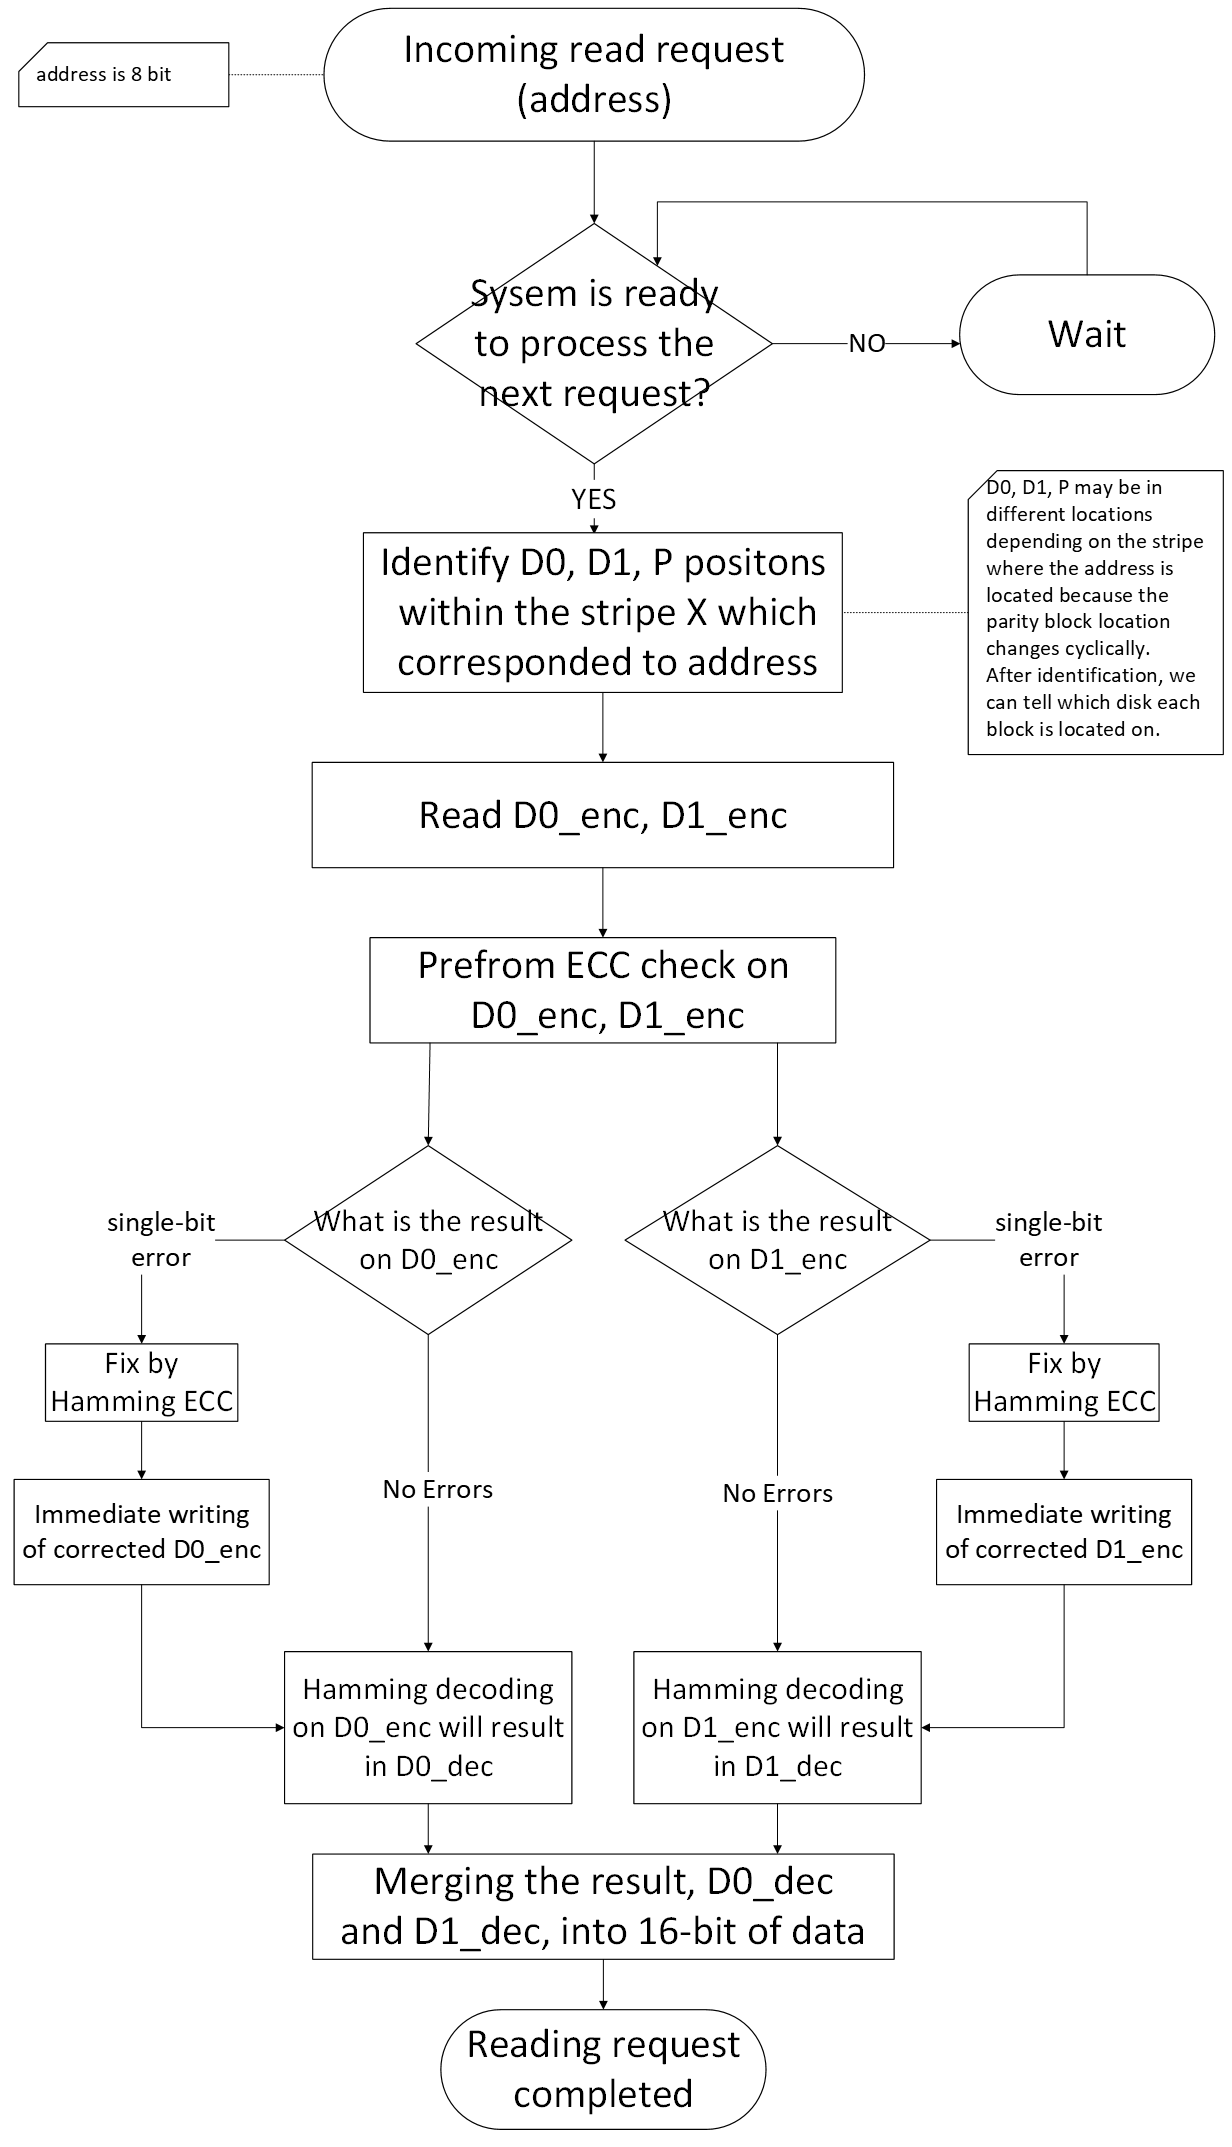 address is 8 bit
Incoming read request
(address)
Sysem is ready
to process the
next request?
NO
Wait
YES
Identify D0, D1, P positons
within the stripe X which
corresponded to address
D0, D1, P may be in
different locations
depending on the stripe
where the address is
located because the
parity block location
changes cyclically.
After identification, we
can tell which disk each
block is located on.
Read D0_enc, D1_enc
Prefrom ECC check on
D0_enc, D1_enc
single-bit
error
What is the result
on D0_enc
What is the result
on D1_enc
single-bit
error
Fix by
Hamming ECC
Fix by
Hamming ECC
No Errors
No Errors
Immediate writing
of corrected D0_enc
Immediate writing
of corrected D1_enc
Hamming decoding
on D0_enc will result
in D0_dec
Hamming decoding
on D1_enc will result
in D1_dec
Merging the result, D0_dec
and D1_dec, into 16-bit of data
Reading request
completed